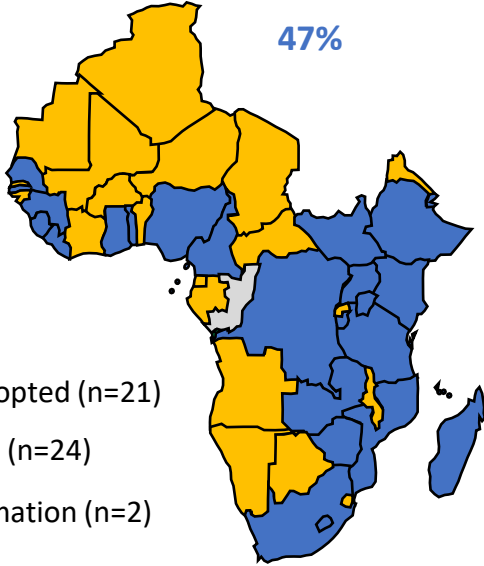 47%
opted (n=21)
(n=24)
nation (n=2)